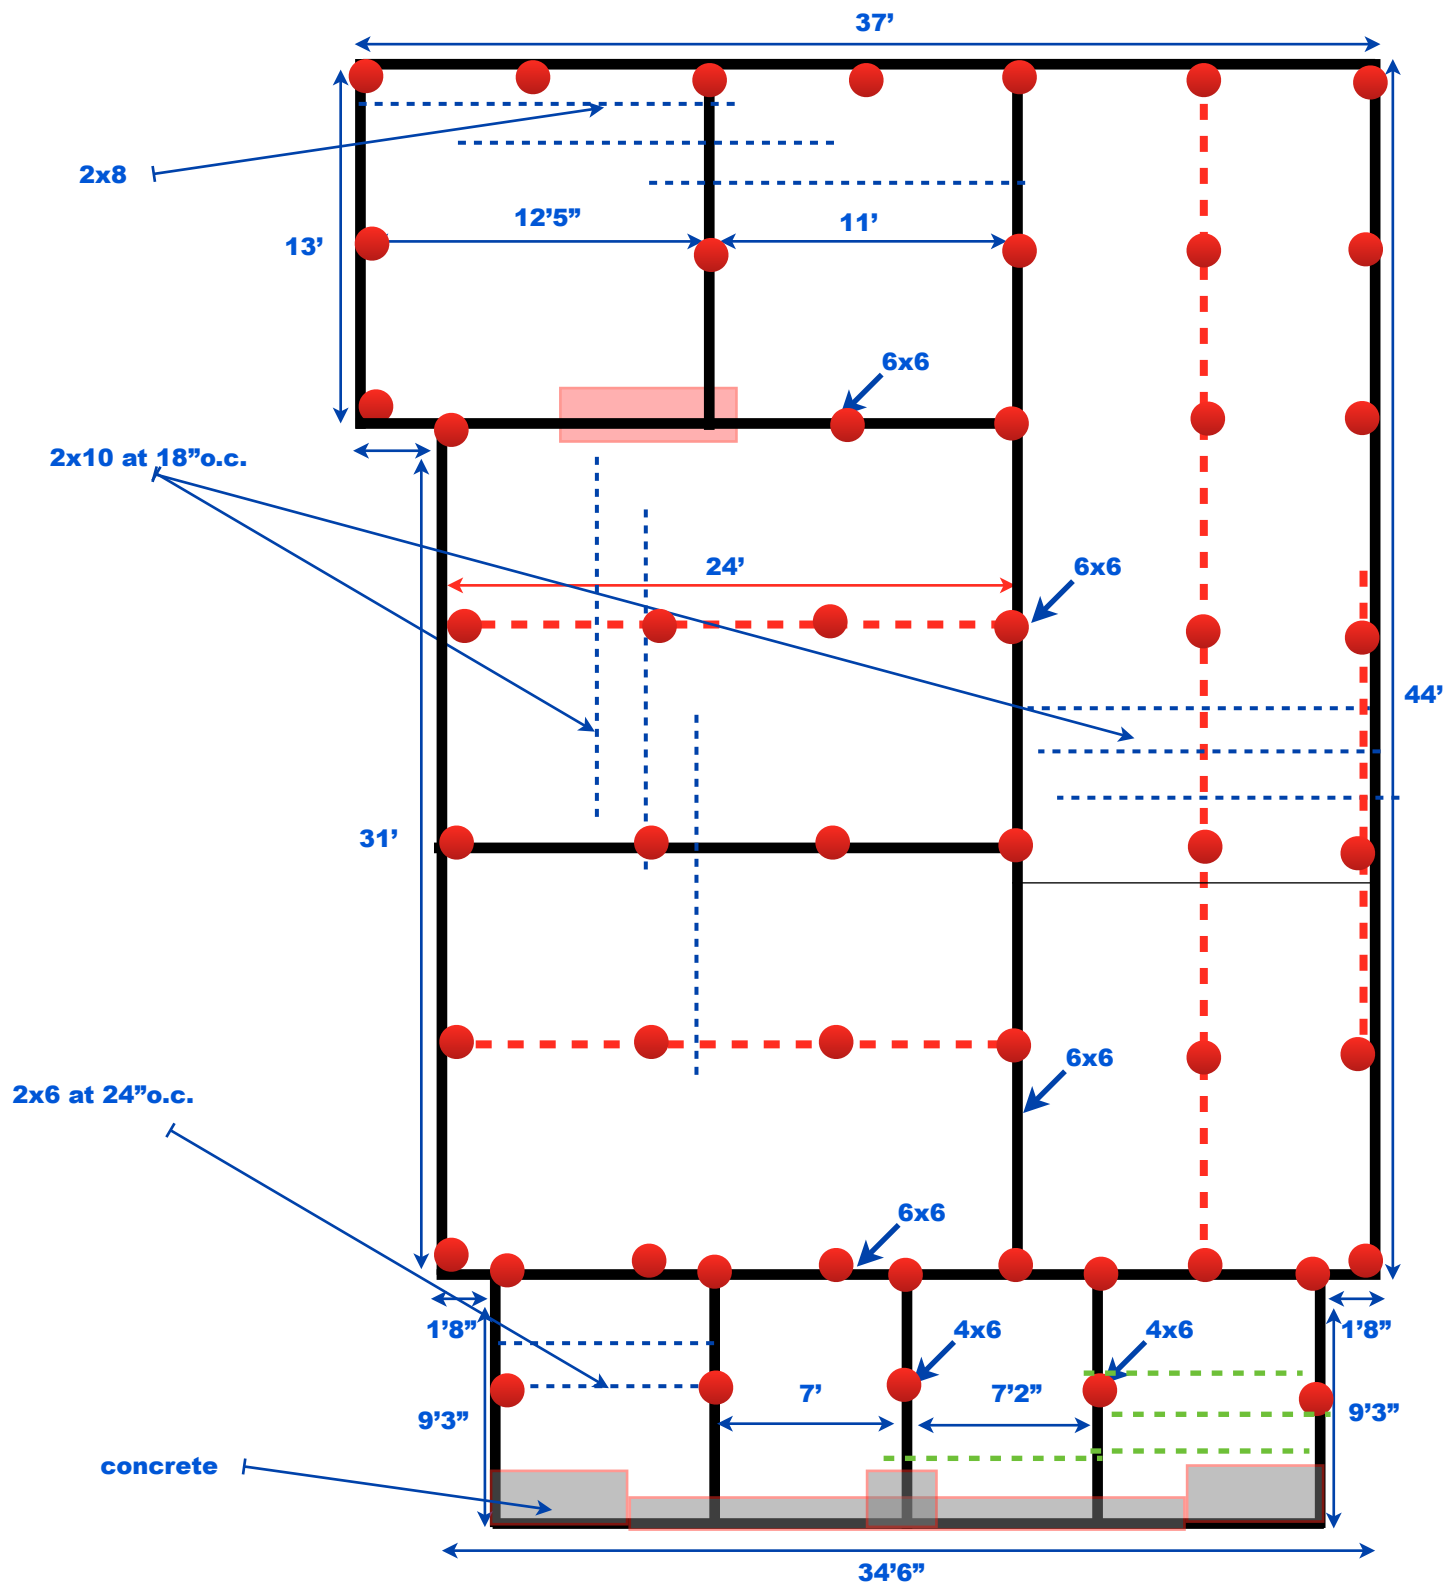 37’
2x8
12’5”
11’
13’
6x6
2x10 at 18”o.c.
24’
6x6
44’
31’
6x6
2x6 at 24”o.c.
6x6
1’8”
4x6
4x6
1’8”
7’
7’2”
9’3”
9’3”
concrete
34’6”